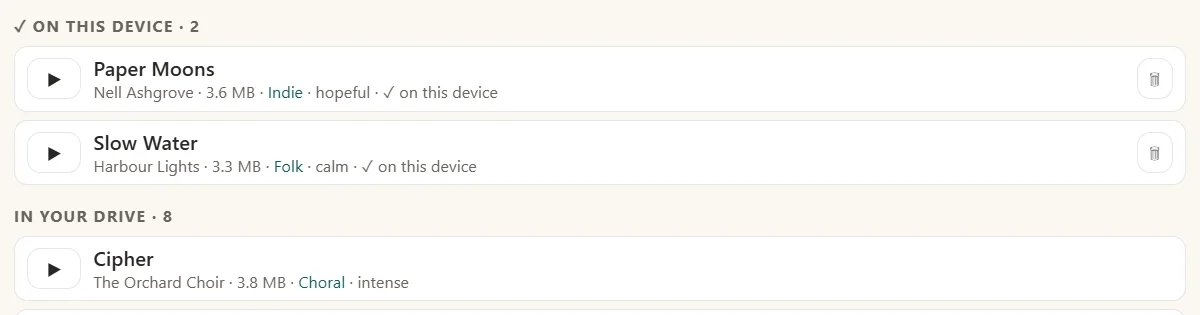 ✓ ON THIS DEVICE · 2
Paper Moons
Nell Ashgrove · 3.6 MB · Indie · hopeful · ✓ on this device
Slow Water
Harbour Lights · 3.3 MB · Folk · calm · ✓ on this device
IN YOUR DRIVE · 8
Cipher
The Orchard Choir · 3.8 MB · Choral · intense